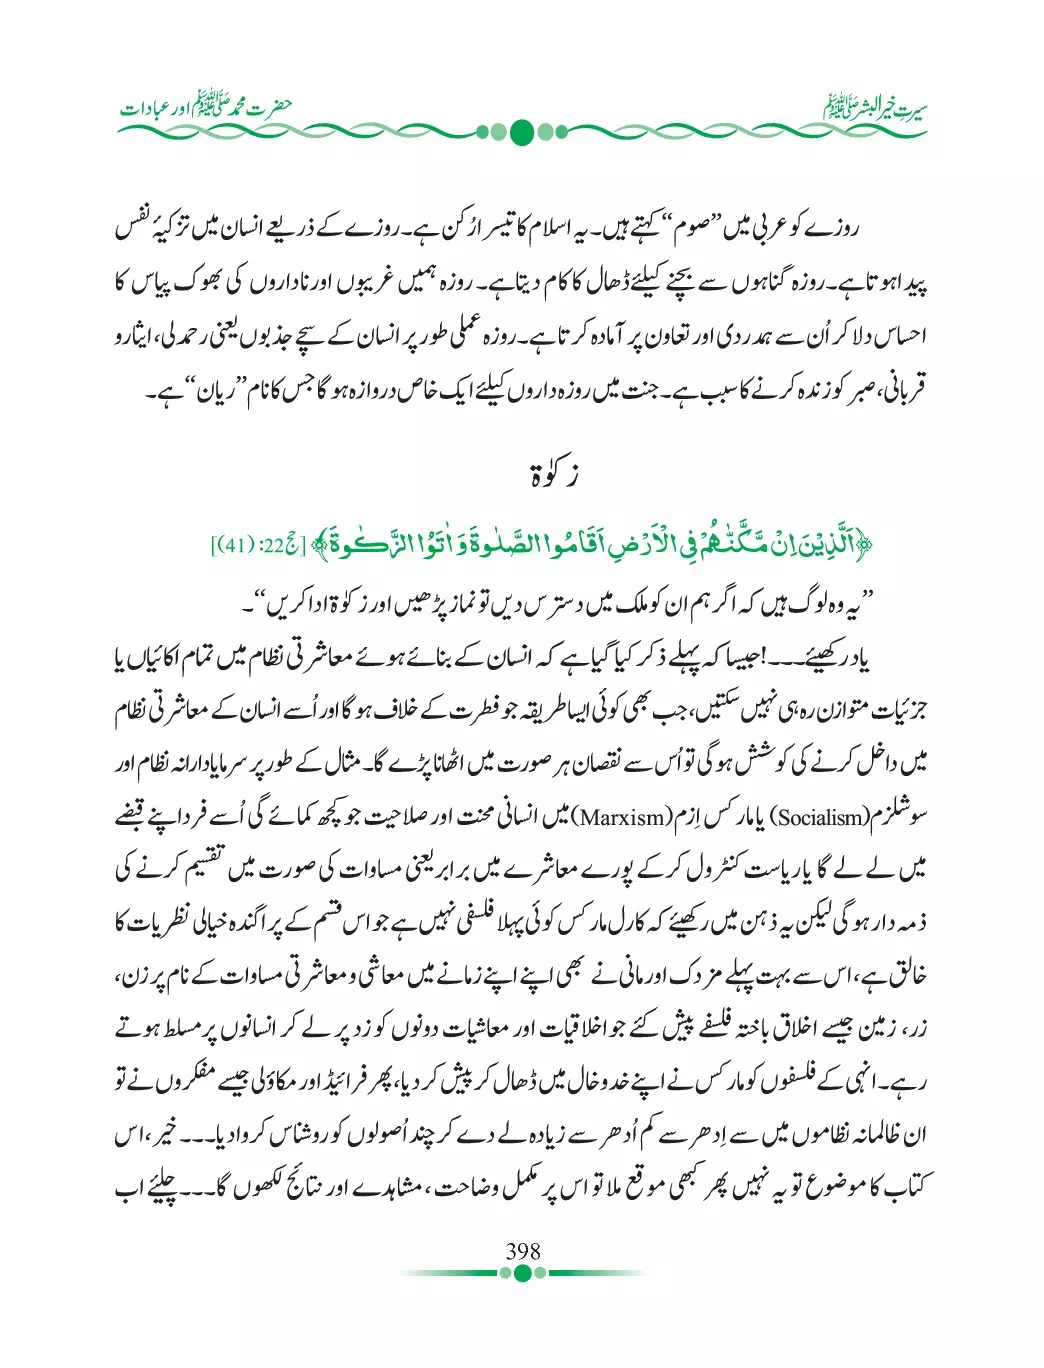 سیرتِ خیر البشر ﷺ
حضرت محمد ﷺ اور عبادات
روزے کو عربی میں ”صوم“ کہتے ہیں۔ یہ اسلام کا تیسرا رُکن ہے۔ روزے کے ذریعے انسان میں تزکیۂ نفس
پیدا ہوتا ہے۔ روزہ گناہوں سے بچنے کیلئے ڈھال کا کام دیتا ہے۔ روزہ ہمیں غریبوں اور ناداروں کی بھوک پیاس کا
احساس دلا کر اُن سے ہمدردی اور تعاون پر آمادہ کرتا ہے۔ روزہ عملی طور پر انسان کے سچے جذبوں یعنی رحمدلی، ایثار و
قربانی، صبر کو زندہ کرنے کا سبب ہے۔ جنت میں روزہ داروں کیلئے ایک خاص دروازہ ہو گا جس کا نام ”ریان“ ہے۔
زکوٰۃ
﴿اَلَّذِیْنَ اِنْ مَّكَّنّٰهُمْ فِی الْاَرْضِ اَقَامُوا الصَّلٰوةَ وَ اٰتَوُا الزَّكٰوةَ﴾ [حج22: (41)]
”یہ وہ لوگ ہیں کہ اگر ہم ان کو ملک میں دسترس دیں تو نماز پڑھیں اور زکوٰۃ ادا کریں“۔
یاد رکھیئے۔۔۔! جیسا کہ پہلے ذکر کیا گیا ہے کہ انسان کے بنائے ہوئے معاشرتی نظام میں تمام اکائیاں یا
جزئیات متوازن رہ ہی نہیں سکتیں، جب بھی کوئی ایسا طریقہ جو فطرت کے خلاف ہو گا اور اُسے انسان کے معاشرتی نظام
میں داخل کرنے کی کوشش ہو گی تو اُس سے نقصان ہر صورت میں اٹھانا پڑے گا۔ مثال کے طور پر سرمایادارانہ نظام اور
سوشلزم (Socialism) یا مارکس اِزم (Marxism) میں انسانی محنت اور صلاحیت جو کچھ کمائے گی اُسے فرد اپنے قبضے
میں لے لے گا یا ریاست کنٹرول کر کے پورے معاشرے میں برابر یعنی مساوات کی صورت میں تقسیم کرنے کی
ذمہ دار ہو گی لیکن یہ ذہن میں رکھیئے کہ کارل مارکس کوئی پہلا فلسفی نہیں ہے جو اس قسم کے پراگندہ خیالی نظریات کا
خالق ہے، اس سے بہت پہلے مزدک اور مانی نے بھی اپنے اپنے زمانے میں معاشی و معاشرتی مساوات کے نام پر زن،
زر، زمین جیسے اخلاق باختہ فلسفے پیش کئے جو اخلاقیات اور معاشیات دونوں کو زد پر لے کر انسانوں پر مسلط ہوتے
رہے۔ انہی کے فلسفوں کو مارکس نے اپنے خدوخال میں ڈھال کر پیش کر دیا، پھر فرائیڈ اور مکاؤلی جیسے مفکروں نے تو
ان ظالمانہ نظاموں میں سے اِدھر سے کم اُدھر سے زیادہ لے دے کر چند اُصولوں کو روشناس کروا دیا۔۔۔ خیر، اس
کتاب کا موضوع تو یہ نہیں پھر کبھی موقع ملا تو اس پر مکمل وضاحت، مشاہدے اور نتائج لکھوں گا۔۔۔ چلیئے اب
398